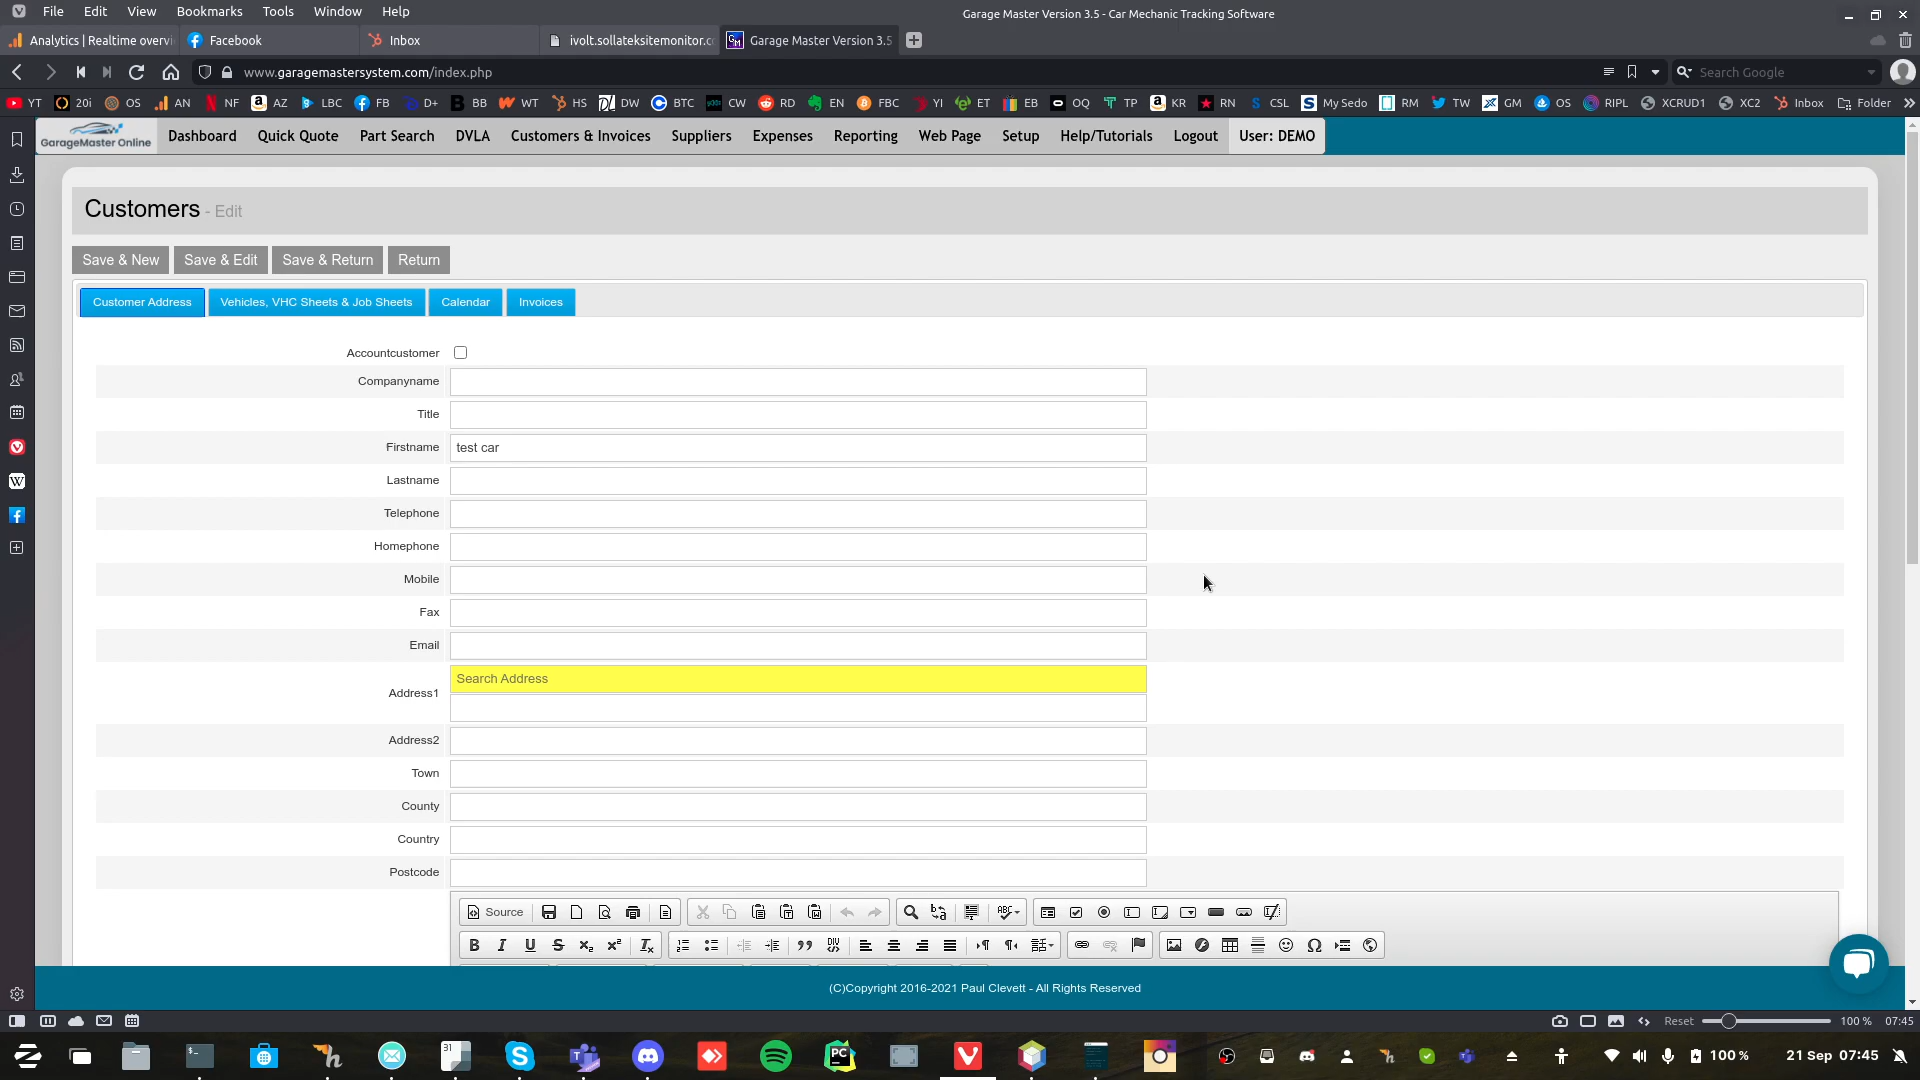 File Edit View Bookmarks Tools Window Help
Garage Master Version 3.5 - Car Mechanic Tracking Software
Analytics | Realtime overvi
Facebook
Inbox
ivolt.sollateksitemonitor.c
GM Garage Master Version 3.5
www.garagemastersystem.com/index.php
Search Google
YT 20i OS AN NF AZ LBC FB D+ BB WT HS DW BTC CW RD EN FBC YI ET EB OQ TP KR RN CSL My Sedo RM TW GM OS RIPL XCRUD1 XC2 Inbox Folder
GarageMaster Online
Dashboard Quick Quote Part Search DVLA Customers & Invoices Suppliers Expenses Reporting Web Page Setup Help/Tutorials Logout User: DEMO
Customers - Edit
Save & New Save & Edit Save & Return Return
Customer Address Vehicles, VHC Sheets & Job Sheets Calendar Invoices
Accountcustomer
Companyname
Title
Firstname test car
Lastname
Telephone
Homephone
Mobile
Fax
Email
Search Address
Address1
Address2
Town
County
Country
Postcode
Source
(C)Copyright 2016-2021 Paul Clevett - All Rights Reserved
Reset 100 % 07:45
31
PC
100 % 21 Sep 07:45